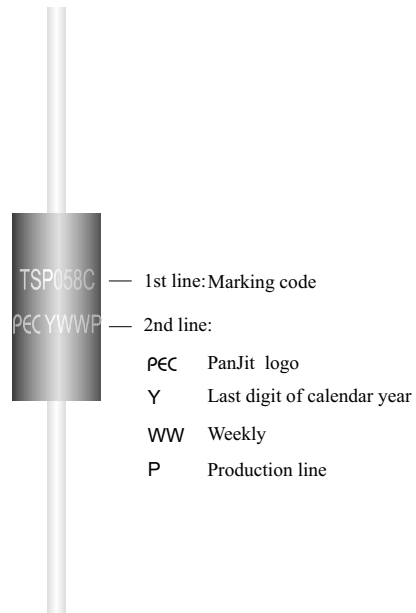 TSP058C
1st line: Marking code
PEC YWWP
2nd line:
PEC PanJit logo
Y Last digit of calendar year
WW Weekly
P Production line